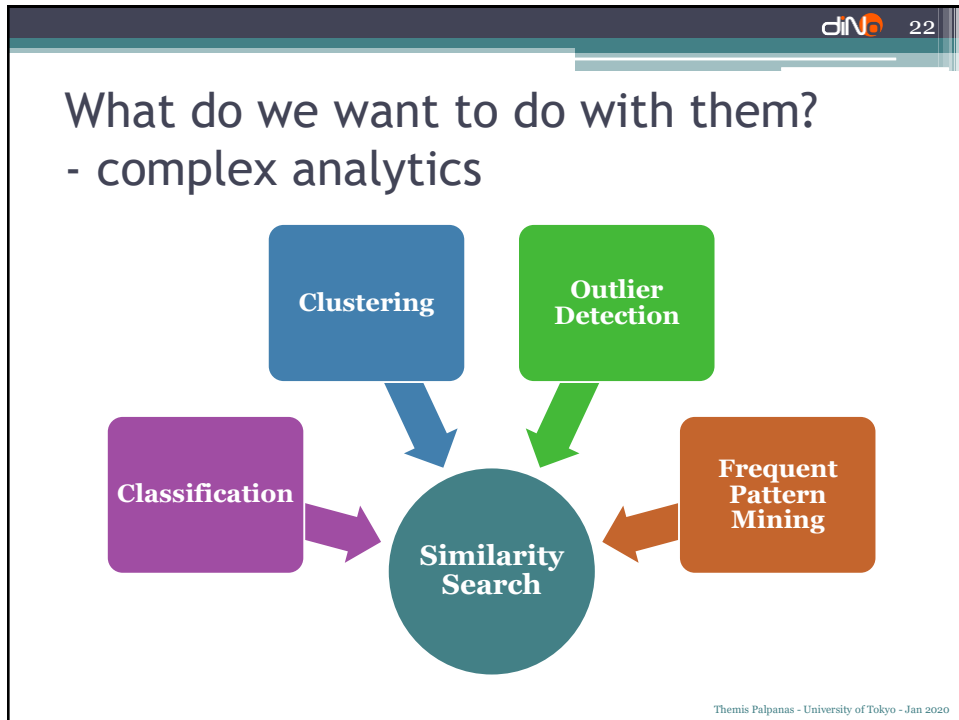 diNo 22
What do we want to do with them?
- complex analytics
Clustering
Outlier
Detection
Classification
Frequent
Pattern
Mining
Similarity
Search
Themis Palpanas - University of Tokyo - Jan 2020